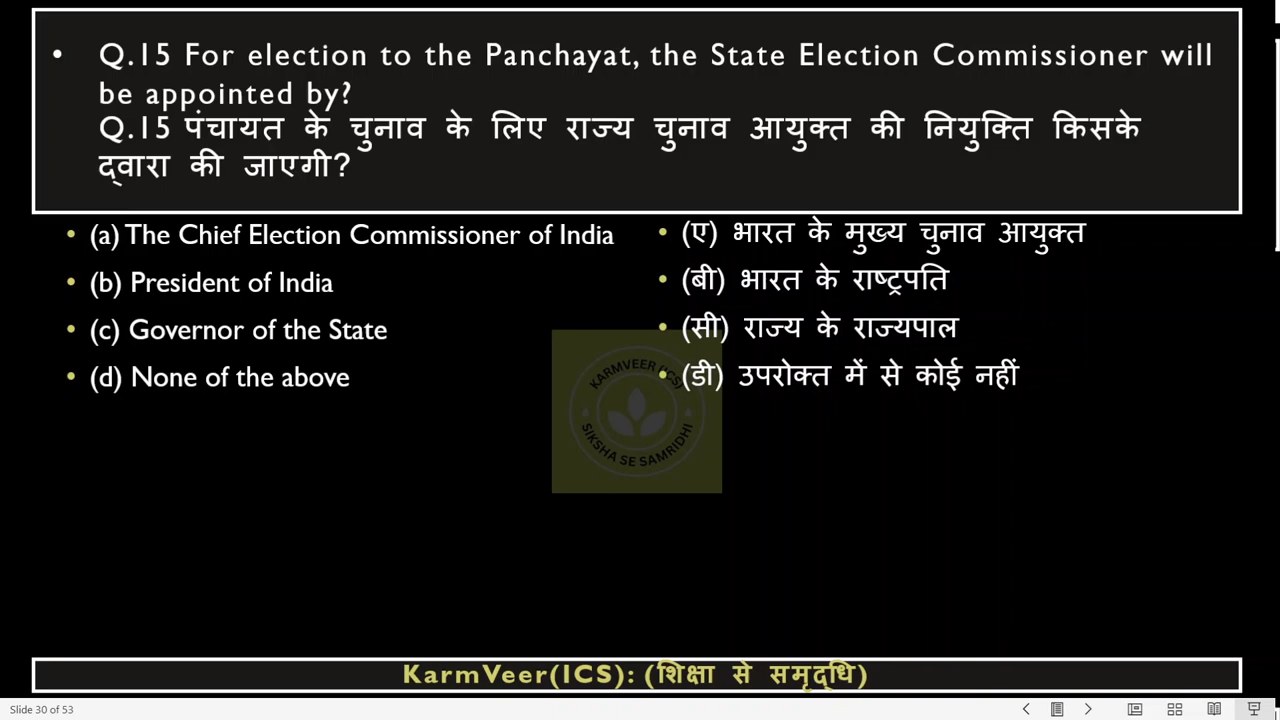 Q.15 For election to the Panchayat, the State Election Commissioner will
be appointed by?
Q.15 पंचायत के चुनाव के लिए राज्य चुनाव आयुक्त की नियुक्ति किसके
द्वारा की जाएगी?
(a) The Chief Election Commissioner of India
(b) President of India
(c) Governor of the State
(d) None of the above
(ए) भारत के मुख्य चुनाव आयुक्त
(बी) भारत के राष्ट्रपति
(सी) राज्य के राज्यपाल
(डी) उपरोक्त में से कोई नहीं
KARMVEER (ICS)
SIKSHA SE SAMRIDHI
KarmVeer(ICS): (शिक्षा से समृद्धि)
Slide 30 of 53